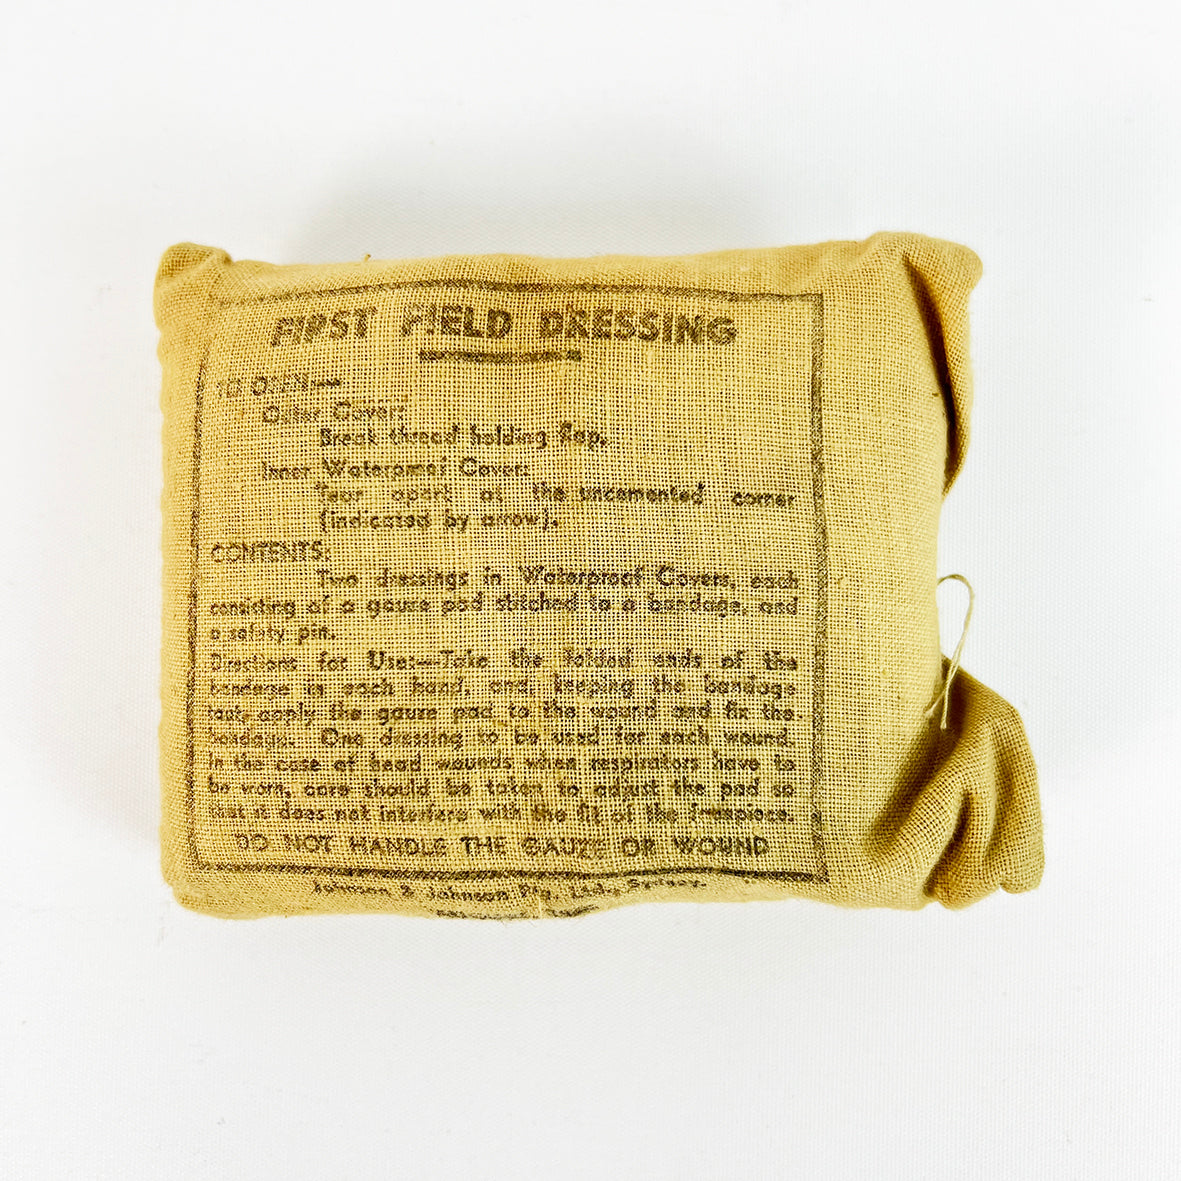 FIRST FIELD DRESSING
TO OPEN—
Outer Cover:
Break thread holding flap.
Inner Waterproof Cover:
Tear apart at the uncemented corner
(indicated by arrow).
CONTENTS:
Two dressings in Waterproof Covers, each
consisting of a gauze pad stitched to a bandage, and
a safety pin.
Directions for Use:—Take the folded ends of the
bandage in each hand, and, keeping the bandage
taut, apply the gauze pad to the wound and fix the
bandage. One dressing to be used for each wound.
In the case of head wounds when respirators have to
be worn, care should be taken to adjust the pad so
that it does not interfere with the fit of the facepiece.
DO NOT HANDLE THE GAUZE OR WOUND
Johnson & Johnson Pty. Ltd., Sydney.